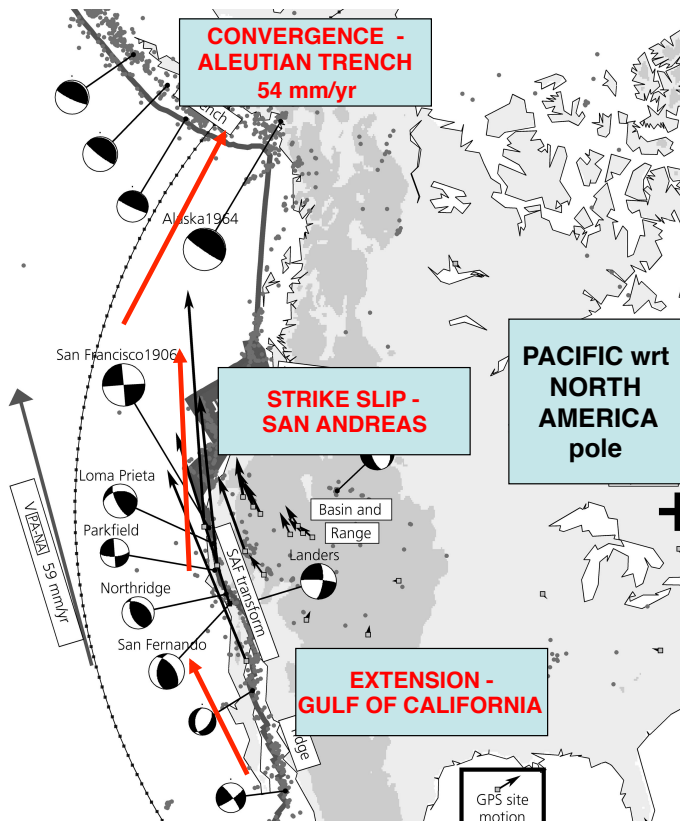 CONVERGENCE -
ALEUTIAN TRENCH
54 mm/yr
Alaska1964
San Francisco1906
PACIFIC wrt
NORTH
AMERICA
pole
STRIKE SLIP -
SAN ANDREAS
Loma Prieta
Basin and
Range
Parkfield
SAF transform
Landers
V[PA-NA] 59 mm/yr
Northridge
San Fernando
EXTENSION -
GULF OF CALIFORNIA
GPS site
motion